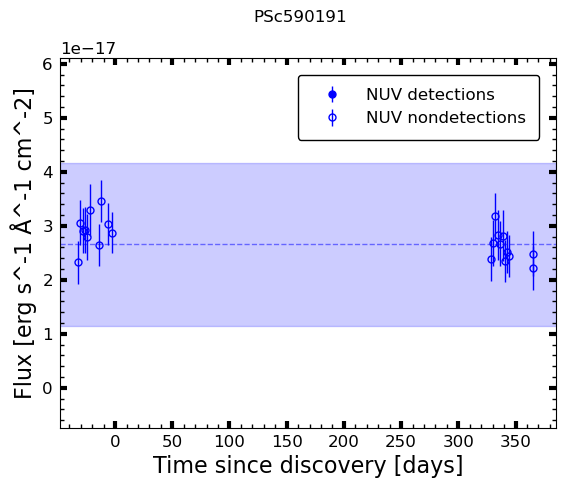 PSc590191
1e−17
6
5
4
3
2
1
0
Flux [erg s^-1 Å^-1 cm^-2]
NUV detections
NUV nondetections
0 50 100 150 200 250 300 350
Time since discovery [days]